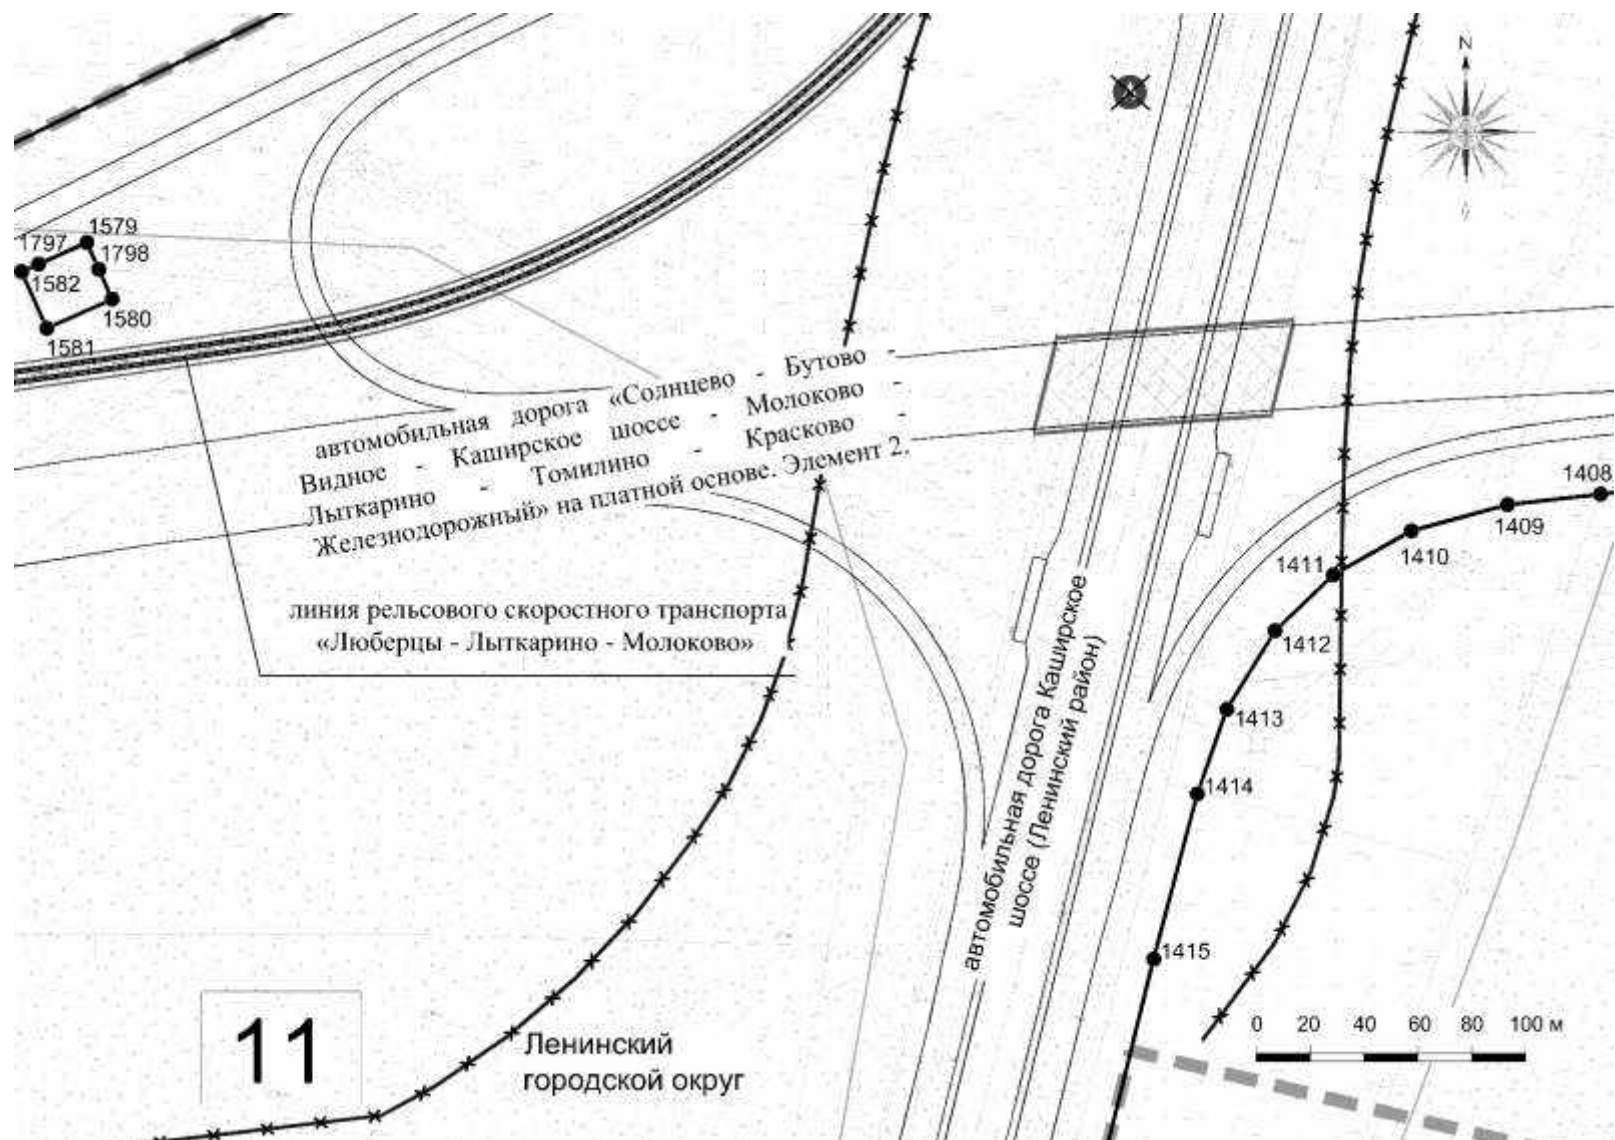 N
1579
1797
1798
1582
1580
1581
автомобильная дорога «Солнцево - Бутово -
Видное - Каширское шоссе - Молоково -
Лыткарино - Томилино - Красково -
Железнодорожный» на платной основе. Элемент 2.
1408
1409
1410
1411
1412
линия рельсового скоростного транспорта
«Люберцы - Лыткарино - Молоково»
автомобильная дорога Каширское
шоссе (Ленинский район)
1413
1414
1415
11
Ленинский
городской округ
0 20 40 60 80 100 м